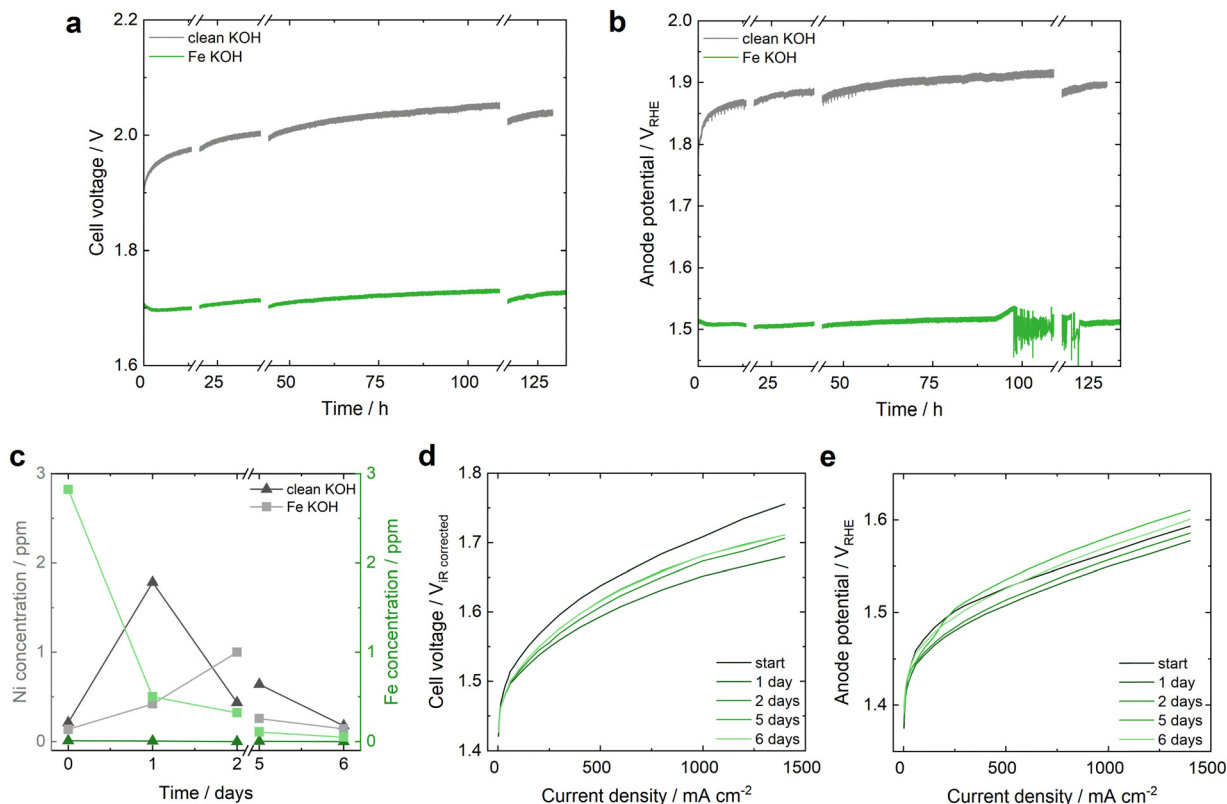 a
clean KOH
Fe KOH
2.2
2.0
1.8
1.6
Cell voltage / V
0
25
50
75
100
125
Time / h
b
clean KOH
Fe KOH
2.0
1.9
1.8
1.7
1.6
1.5
Anode potential / V_RHE
0
25
50
75
100
125
Time / h
c
clean KOH
Fe KOH
3
2
1
0
Ni concentration / ppm
3
2
1
0
Fe concentration / ppm
0
1
2
5
6
Time / days
d
1.8
1.7
1.6
1.5
1.4
Cell voltage / V_iR corrected
start
1 day
2 days
5 days
6 days
0
500
1000
1500
Current density / mA cm⁻²
e
1.6
1.5
1.4
Anode potential / V_RHE
start
1 day
2 days
5 days
6 days
0
500
1000
1500
Current density / mA cm⁻²